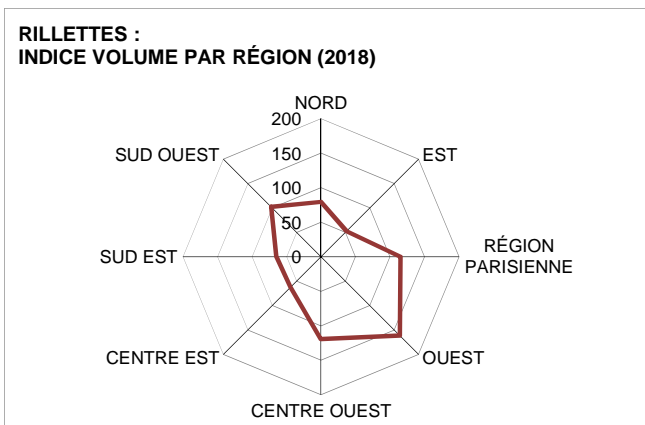 RILLETTES :
INDICE VOLUME PAR RÉGION (2018)
NORD
200
150
100
50
0
EST
RÉGION
PARISIENNE
OUEST
CENTRE OUEST
CENTRE EST
SUD EST
SUD OUEST